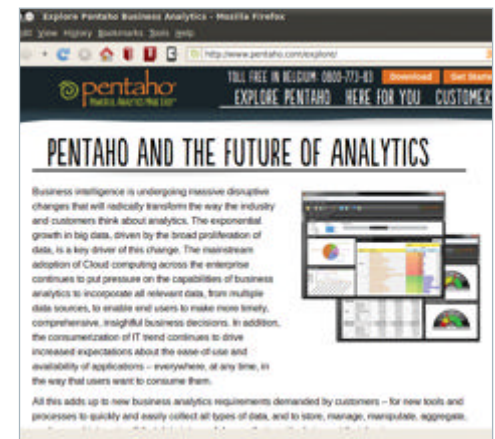 Explore Pentaho Business Analytics - Mozilla Firefox
View History Bookmarks Tools Help
http://www.pentaho.com/explore/
pentaho
POWERFUL ANALYTICS MADE EASY
TOLL FREE IN BELGIUM: 0800-773-83 Download Get Starte
EXPLORE PENTAHO HERE FOR YOU CUSTOMER
PENTAHO AND THE FUTURE OF ANALYTICS
Business intelligence is undergoing massive disruptive
changes that will radically transform the way the industry
and customers think about analytics. The exponential
growth in big data, driven by the broad proliferation of
data, is a key driver of this change. The mainstream
adoption of Cloud computing across the enterprise
continues to put pressure on the capabilities of business
analytics to incorporate all relevant data, from multiple
data sources, to enable end users to make more timely,
comprehensive, insightful business decisions. In addition,
the consumerization of IT trend continues to drive
increased expectations about the ease of use and
availability of applications – everywhere, at any time, in
the way that users want to consume them.
All this adds up to new business analytics requirements demanded by customers – for new tools and
processes to quickly and easily collect all types of data, and to store, manage, manipulate, aggregate,